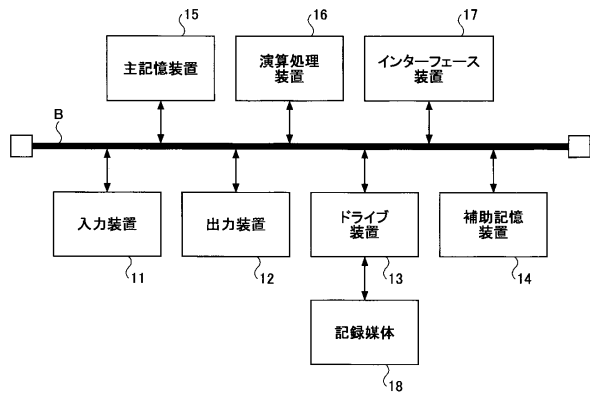 15
16
17
主記憶装置
演算処理
装置
インターフェース
装置
B
入力装置
出力装置
ドライブ
装置
補助記憶
装置
11
12
13
14
記録媒体
18